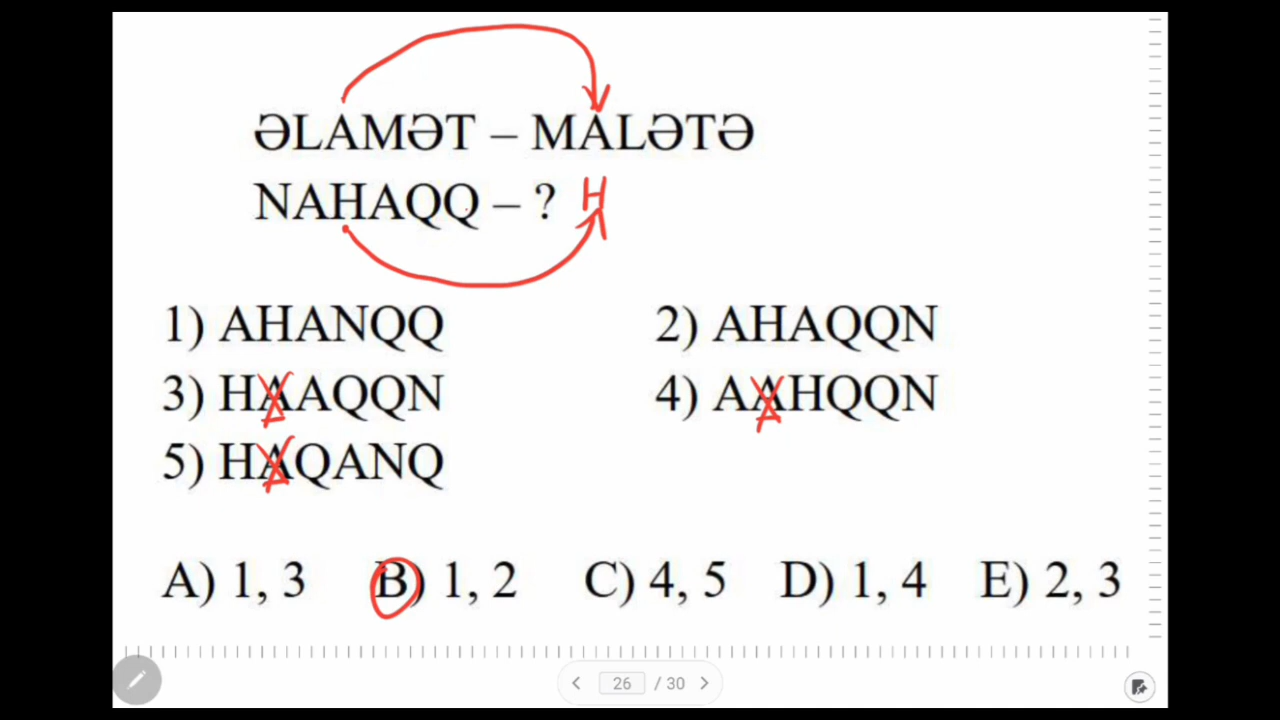 ƏLAMƏT – MALƏTƏ
NAHAQQ – ? H
1) AHANQQ 2) AHAQQN
3) HAAQQN 4) AAHQQN
5) HAQANQ
A) 1, 3 B) 1, 2 C) 4, 5 D) 1, 4 E) 2, 3
26 / 30